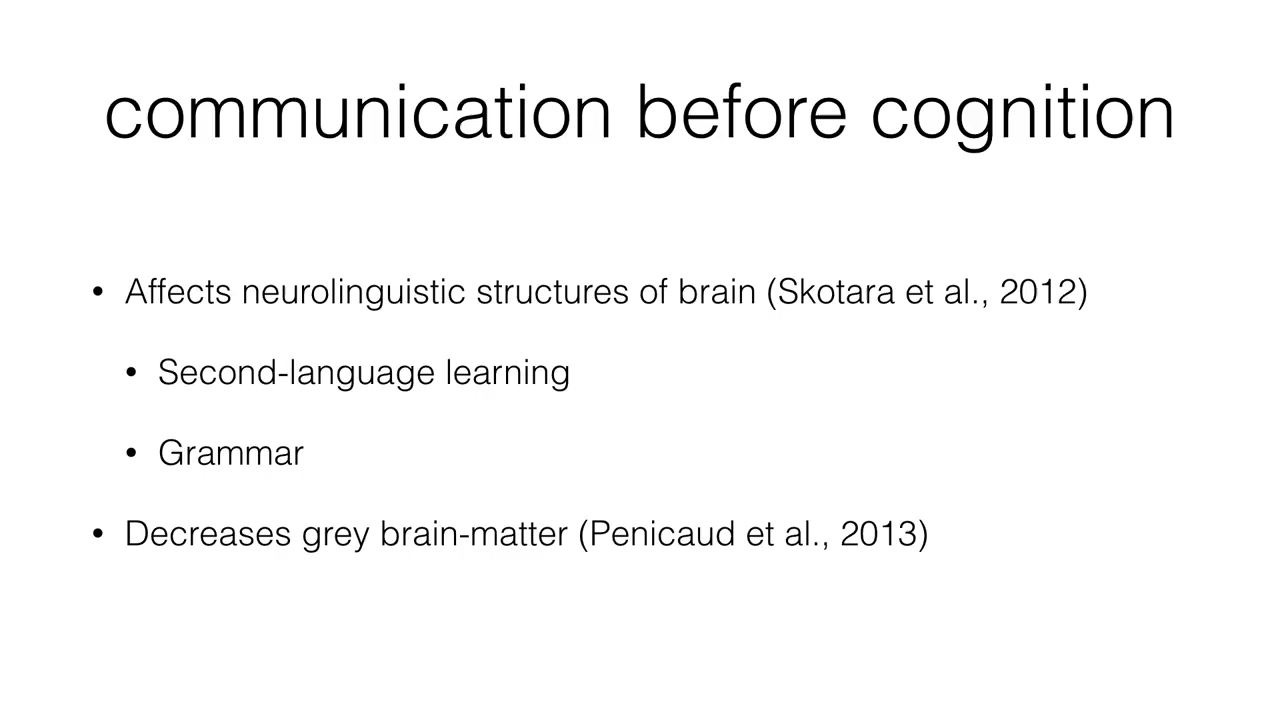 communication before cognition
• Affects neurolinguistic structures of brain (Skotara et al., 2012)
• Second-language learning
• Grammar
• Decreases grey brain-matter (Penicaud et al., 2013)